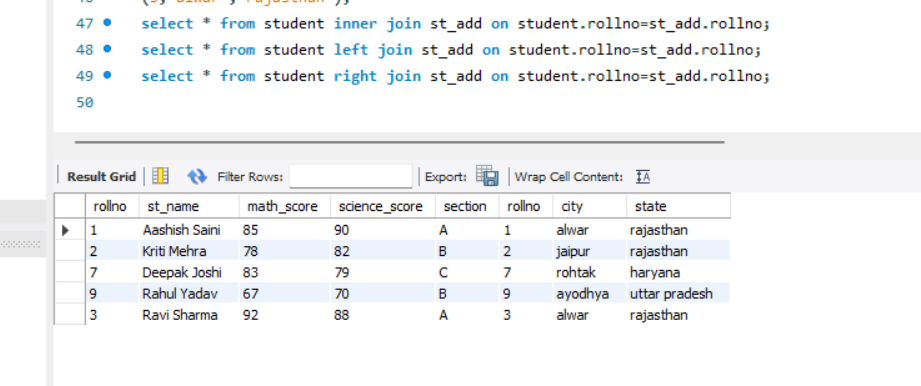 47 select * from student inner join st_add on student.rollno=st_add.rollno;
48 select * from student left join st_add on student.rollno=st_add.rollno;
49 select * from student right join st_add on student.rollno=st_add.rollno;
50
Result Grid Filter Rows: Export: Wrap Cell Content: IA
rollno st_name math_score science_score section rollno city state
1 Aashish Saini 85 90 A 1 alwar rajasthan
2 Kriti Mehra 78 82 B 2 jaipur rajasthan
7 Deepak Joshi 83 79 C 7 rohtak haryana
9 Rahul Yadav 67 70 B 9 ayodhya uttar pradesh
3 Ravi Sharma 92 88 A 3 alwar rajasthan